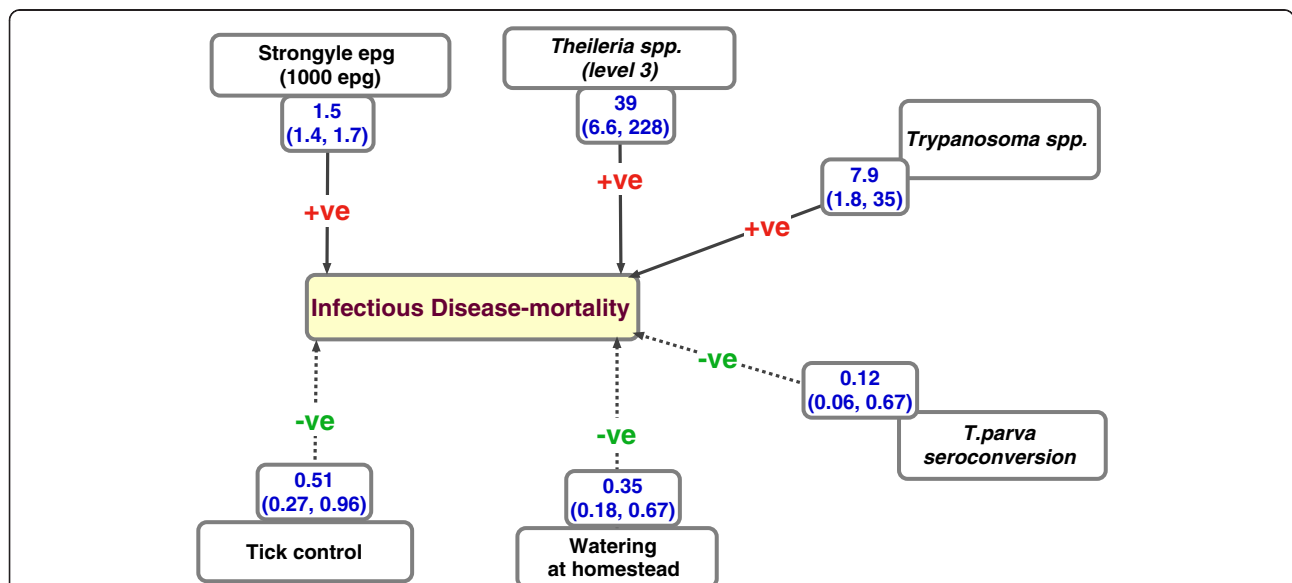 Strongyle epg
(1000 epg)
1.5
(1.4, 1.7)
+ve
Theileria spp.
(level 3)
39
(6.6, 228)
+ve
Trypanosoma spp.
7.9
(1.8, 35)
+ve
Infectious Disease-mortality
-ve
0.51
(0.27, 0.96)
Tick control
-ve
0.35
(0.18, 0.67)
Watering
at homestead
-ve
0.12
(0.06, 0.67)
T.parva
seroconversion